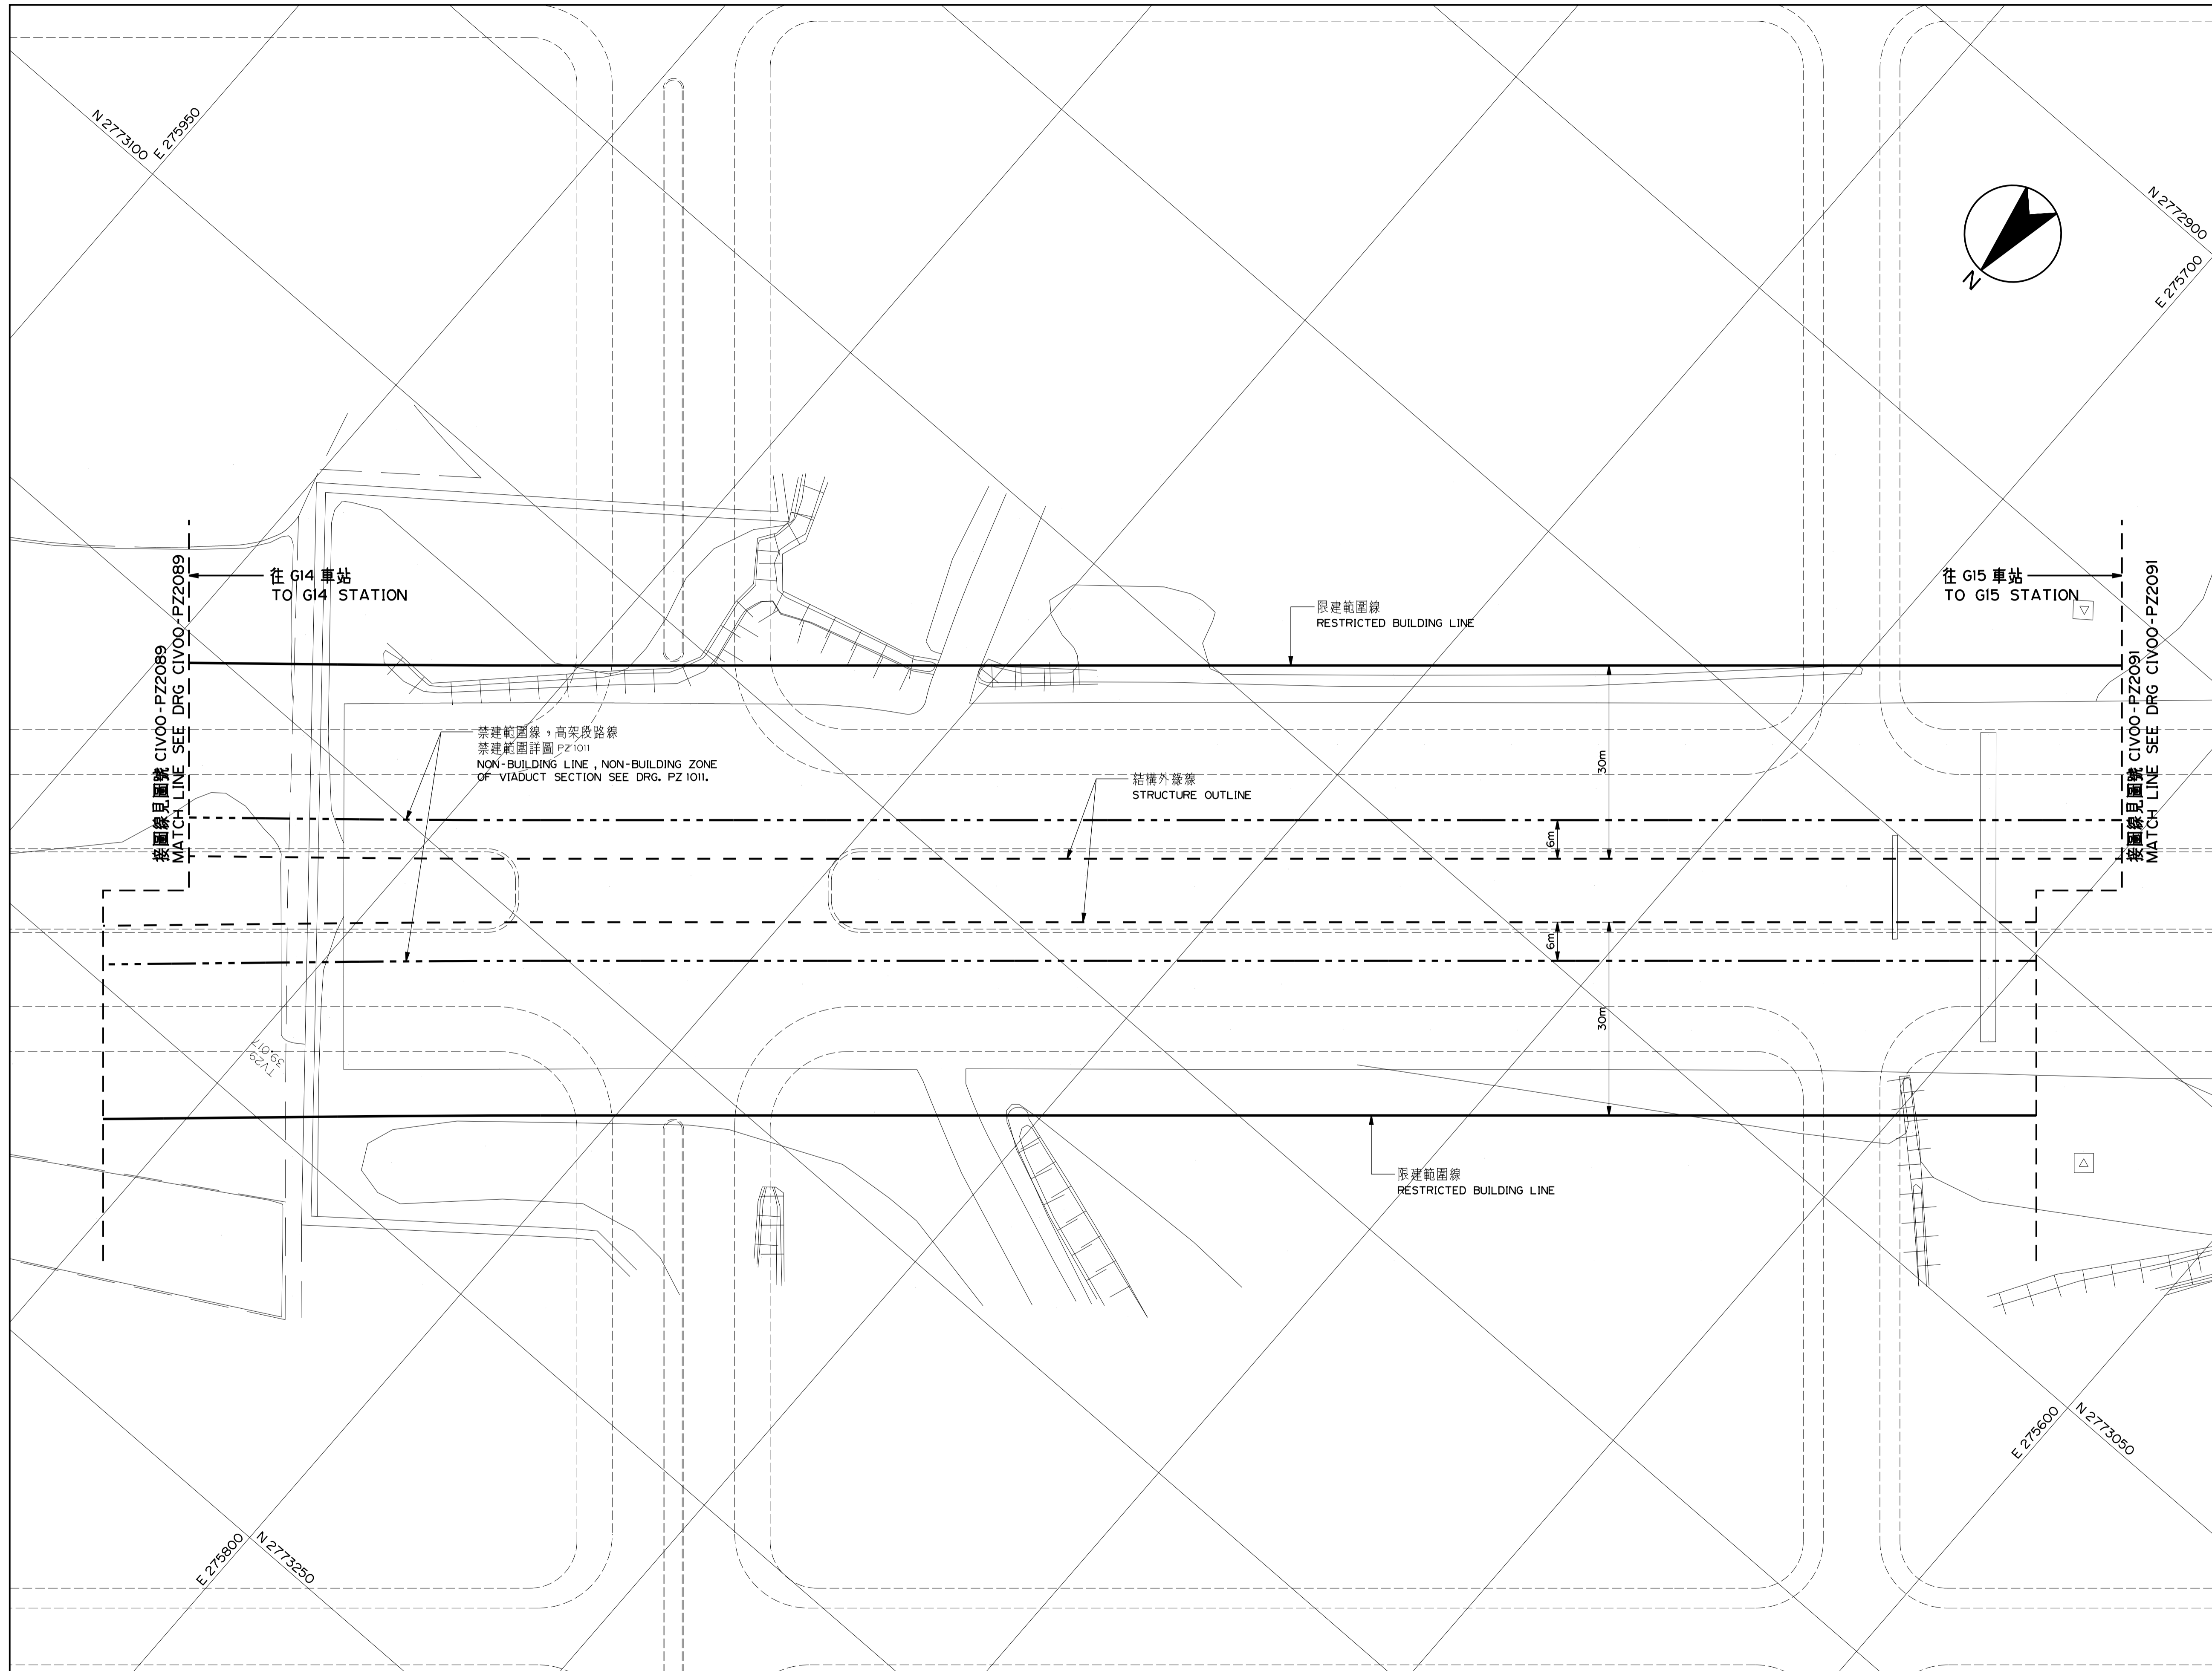 N 2773100
E 275950
N 2772900
E 275700
N
往 G14 車站
TO G14 STATION
往 G15 車站
TO G15 STATION
限建範圍線
RESTRICTED BUILDING LINE
接圖線見圖號 CIV00-PZ2089
MATCH LINE SEE DRG CIV00-PZ2089
接圖線見圖號 CIV00-PZ2091
MATCH LINE SEE DRG CIV00-PZ2091
禁建範圍線，高架段路線
禁建範圍詳圖 PZ1011
NON-BUILDING LINE , NON-BUILDING ZONE
OF VIADUCT SECTION SEE DRG. PZ 1011.
結構外緣線
STRUCTURE OUTLINE
30m
6m
6m
30m
TV29
39.017
限建範圍線
RESTRICTED BUILDING LINE
E 275600
N 2773050
E 275800
N 2773250